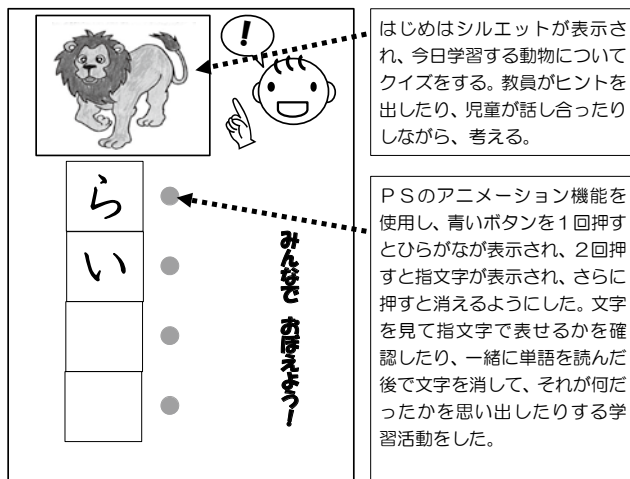 !
ら
い
みんなで おぼえよう!
はじめはシルエットが表示さ
れ、今日学習する動物について
クイズをする。教員がヒントを
出したり、児童が話し合ったり
しながら、考える。
ＰＳのアニメーション機能を
使用し、青いボタンを１回押す
とひらがなが表示され、２回押
すと指文字が表示され、さらに
押すと消えるようにした。文字
を見て指文字で表せるかを確
認したり、一緒に単語を読んだ
後で文字を消して、それが何だ
ったかを思い出したりする学
習活動をした。